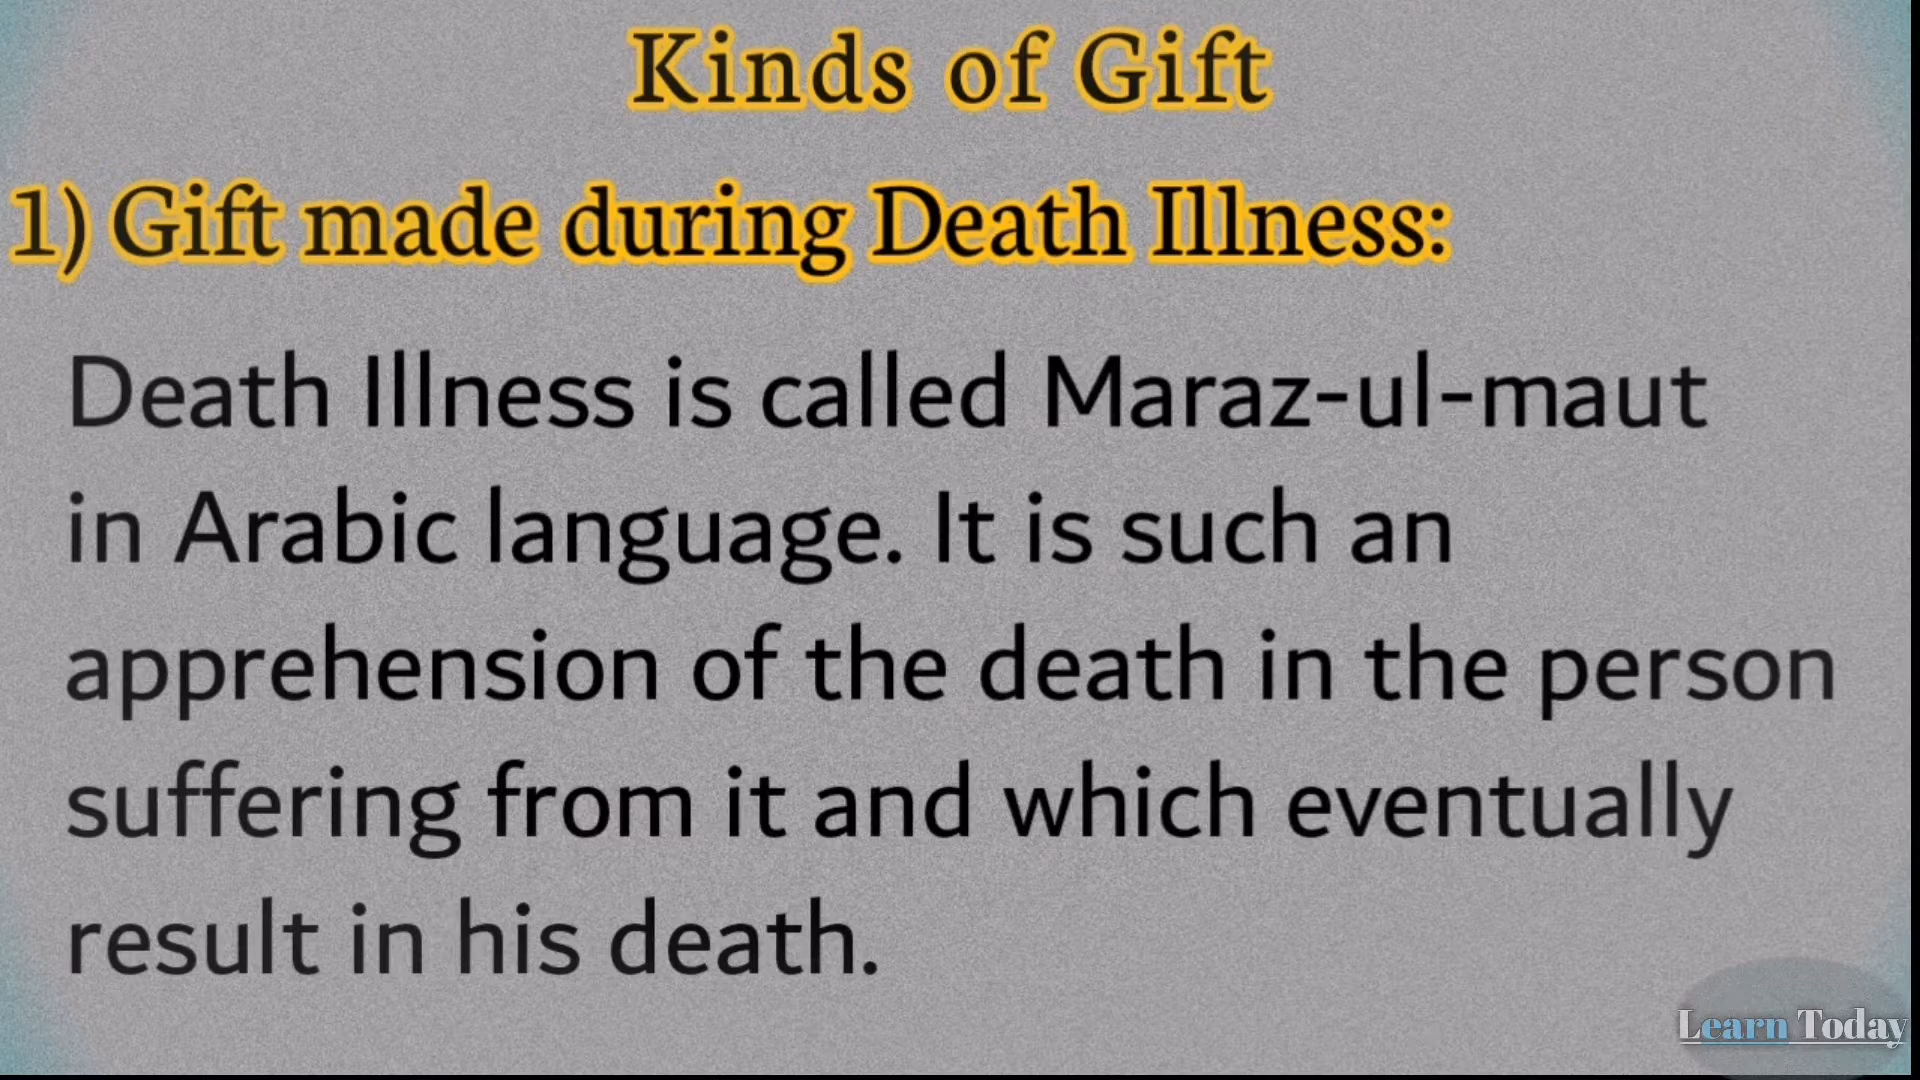 Kinds of Gift
1) Gift made during Death Illness:
Death Illness is called Maraz-ul-maut
in Arabic language. It is such an
apprehension of the death in the person
suffering from it and which eventually
result in his death.
Learn Today